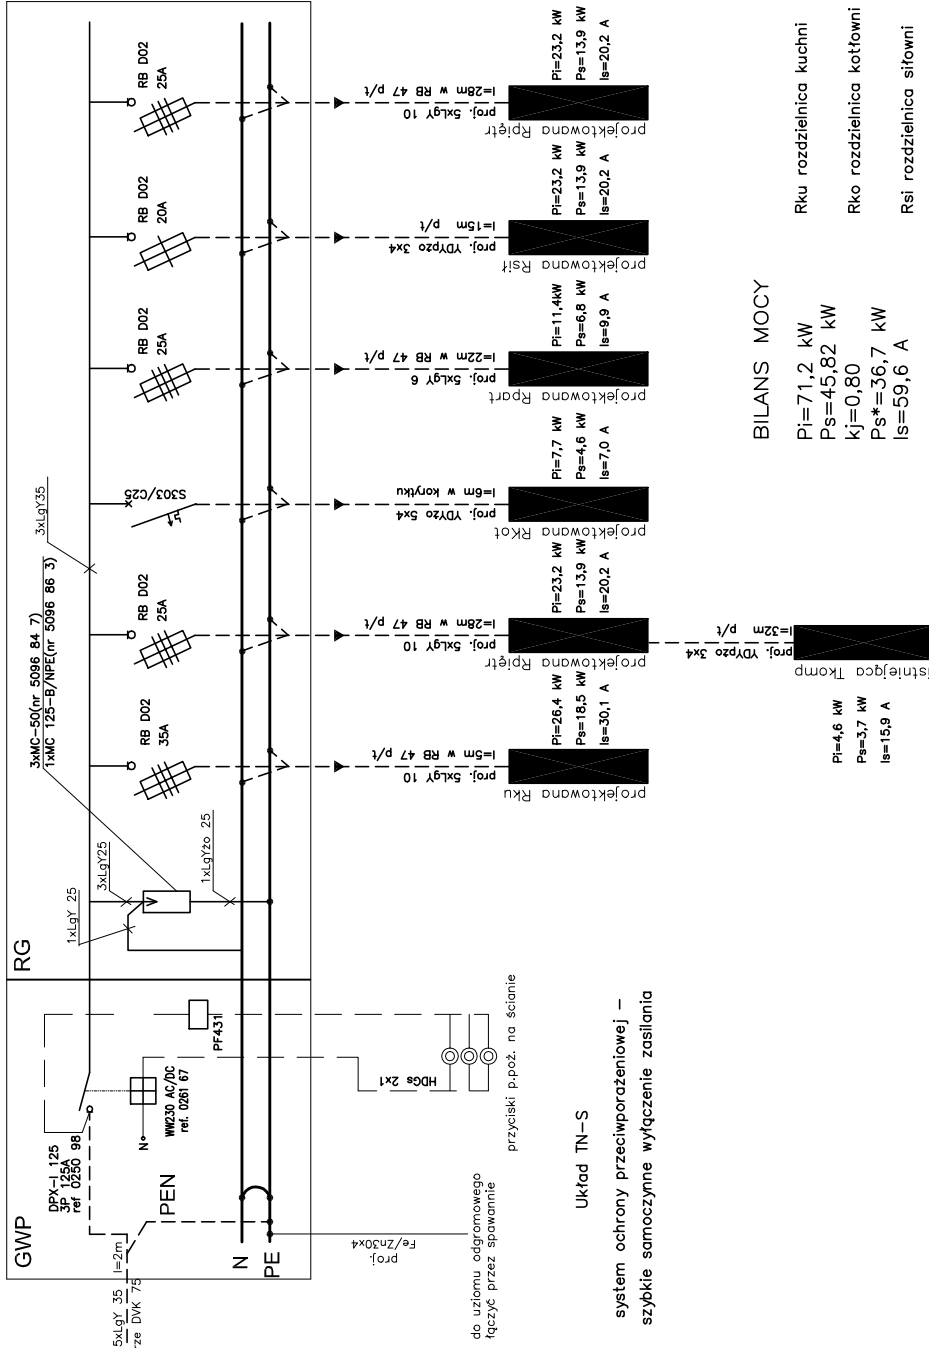 GWP
RG
DPX-I 125
3P 125A
ref 0250 98
PEN
N
PE
N
WW230 AC/DC
ref. 0261 67
PF431
HDGs 2x1
przyciski p.poż. na ścianie
5xLgY 35
l=2m
rze DVK 75
proj.
Fe/Zn30x4
do uziomu odgromowego
łączyć przez spawannie
1xLgY 25
3xLgY25
1xLgYżo 25
3xMC-50(nr 5096 84 7)
1xMC 125-B/NPE(nr 5096 86 3)
3xLgY35
RB D02
35A
RB D02
25A
S303/C25
RB D02
25A
RB D02
20A
RB D02
25A
proj. 5xLgY 10
l=5m w RB 47 p/t
projektowana Rku
Pi=26,4 kW
Ps=18,5 kW
Is=30,1 A
proj. 5xLgY 10
l=28m w RB 47 p/t
projektowana Rpiętr
Pi=23,2 kW
Ps=13,9 kW
Is=20,2 A
proj. YDYpżo 3x4
l=32m p/t
istniejąca Tkomp
Pi=4,6 kW
Ps=3,7 kW
Is=15,9 A
proj. YDYżo 5x4
l=6m w korytku
projektowana RKot
Pi=7,7 kW
Ps=4,6 kW
Is=7,0 A
proj. 5xLgY 6
l=22m w RB 47 p/t
projektowana Rpart
Pi=11,4kW
Ps=6,8 kW
Is=9,9 A
proj. YDYpżo 3x4
l=15m p/t
projektowana Rsił
Pi=23,2 kW
Ps=13,9 kW
Is=20,2 A
proj. 5xLgY 10
l=28m w RB 47 p/t
projektowana Rpiętr
Pi=23,2 kW
Ps=13,9 kW
Is=20,2 A
Układ TN-S
system ochrony przeciwporażeniowej -
szybkie samoczynne wyłączenie zasilania
BILANS MOCY
Pi=71,2 kW
Ps=45,82 kW
kj=0,80
Ps*=36,7 kW
Is=59,6 A
Rku rozdzielnica kuchni
Rko rozdzielnica kotłowni
Rsi rozdzielnica siłowni